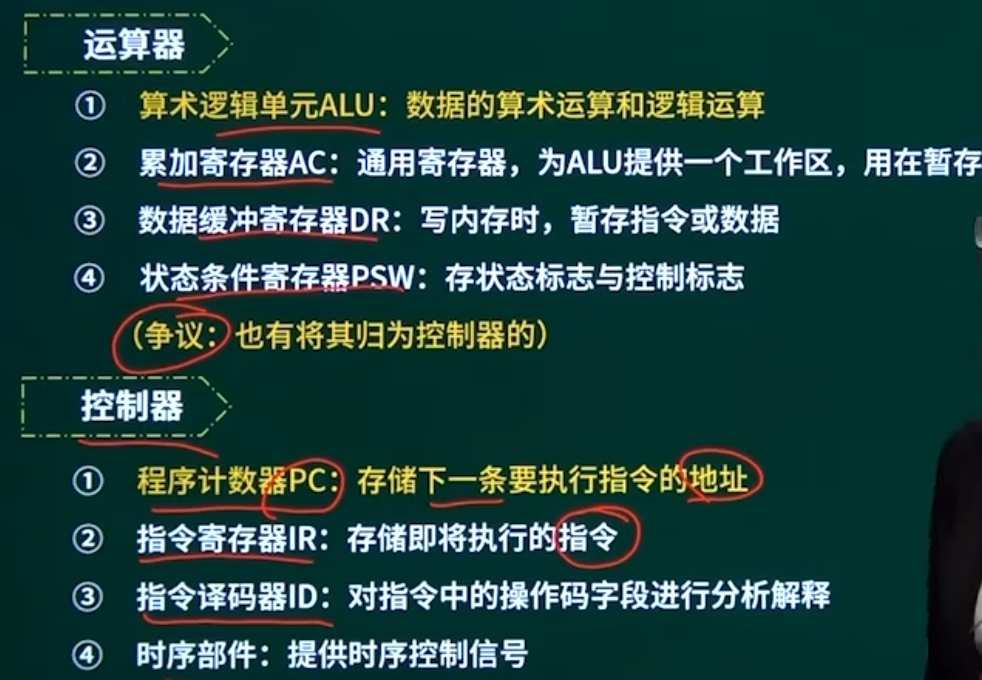 运算器
① 算术逻辑单元ALU：数据的算术运算和逻辑运算
② 累加寄存器AC：通用寄存器，为ALU提供一个工作区，用在暂存
③ 数据缓冲寄存器DR：写内存时，暂存指令或数据
④ 状态条件寄存器PSW：存状态标志与控制标志
（争议：也有将其归为控制器的）
控制器
① 程序计数器PC：存储下一条要执行指令的地址
② 指令寄存器IR：存储即将执行的指令
③ 指令译码器ID：对指令中的操作码字段进行分析解释
④ 时序部件：提供时序控制信号